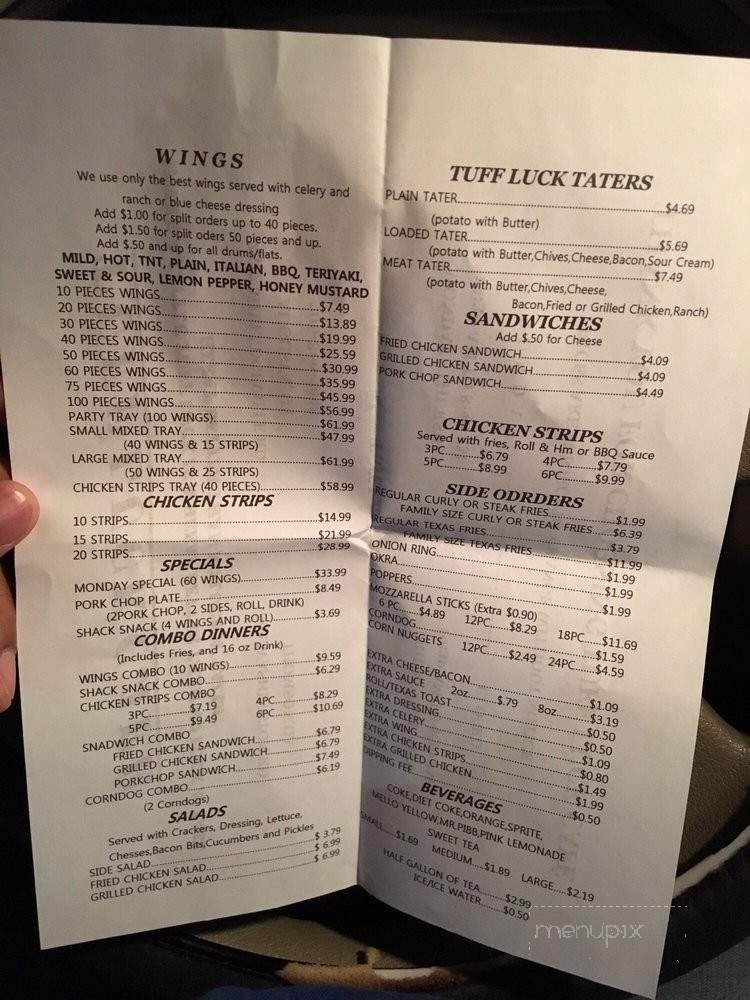 WINGS
We use only the best wings served with celery and
ranch or blue cheese dressing
Add $1.00 for split orders up to 40 pieces.
Add $1.50 for split oders 50 pieces and up.
Add $.50 and up for all drums/flats.
MILD, HOT, TNT, PLAIN, ITALIAN, BBQ, TERIYAKI,
SWEET & SOUR, LEMON PEPPER, HONEY MUSTARD
10 PIECES WINGS $7.49
20 PIECES WINGS $13.89
30 PIECES WINGS $19.99
40 PIECES WINGS $25.59
50 PIECES WINGS $30.99
60 PIECES WINGS $35.99
75 PIECES WINGS $45.99
100 PIECES WINGS $56.99
PARTY TRAY (100 WINGS) $61.99
SMALL MIXED TRAY $47.99
(40 WINGS & 15 STRIPS)
LARGE MIXED TRAY $61.99
(50 WINGS & 25 STRIPS)
CHICKEN STRIPS TRAY (40 PIECES) $58.99
CHICKEN STRIPS
10 STRIPS $14.99
15 STRIPS $21.99
20 STRIPS $28.99
SPECIALS
MONDAY SPECIAL (60 WINGS) $33.99
PORK CHOP PLATE $8.49
(2PORK CHOP, 2 SIDES, ROLL, DRINK)
SHACK SNACK (4 WINGS AND ROLL) $3.69
COMBO DINNERS
(Includes Fries, and 16 oz Drink)
WINGS COMBO (10 WINGS) $9.59
SHACK SNACK COMBO $6.29
CHICKEN STRIPS COMBO
3PC $7.19 4PC $8.29
5PC $9.49 6PC $10.69
SNADWICH COMBO
FRIED CHICKEN SANDWICH $6.79
GRILLED CHICKEN SANDWICH $6.79
PORKCHOP SANDWICH $7.49
CORNDOG COMBO $6.19
(2 Corndogs)
SALADS
Served with Crackers, Dressing, Lettuce,
Chesses,Bacon Bits,Cucumbers and Pickles
SIDE SALAD $ 3.79
FRIED CHICKEN SALAD $ 6.99
GRILLED CHICKEN SALAD $ 6.99
TUFF LUCK TATERS
PLAIN TATER $4.69
(potato with Butter)
LOADED TATER $5.69
(potato with Butter,Chives,Cheese,Bacon,Sour Cream)
MEAT TATER $7.49
(potato with Butter,Chives,Cheese,
Bacon,Fried or Grilled Chicken,Ranch)
SANDWICHES
Add $.50 for Cheese
FRIED CHICKEN SANDWICH $4.09
GRILLED CHICKEN SANDWICH $4.09
PORK CHOP SANDWICH $4.49
CHICKEN STRIPS
Served with fries, Roll & Hm or BBQ Sauce
3PC $6.79 4PC $7.79
5PC $8.99 6PC $9.99
SIDE ODRDERS
REGULAR CURLY OR STEAK FRIES $1.99
FAMILY SIZE CURLY OR STEAK FRIES $6.39
REGULAR TEXAS FRIES $3.79
FAMILY SIZE TEXAS FRIES $11.99
ONION RING $1.99
OKRA $1.99
POPPERS $1.99
MOZZARELLA STICKS (Extra $0.90)
6 PC $4.89 12PC $8.29 18PC $11.69
CORNDOG $1.59
CORN NUGGETS 12PC $2.49 24PC $4.59
EXTRA CHEESE/BACON $1.09
EXTRA SAUCE 2oz $.79 8oz $3.19
ROLL/TEXAS TOAST $0.50
EXTRA DRESSING $0.50
EXTRA CELERY $1.09
EXTRA WING $0.80
EXTRA CHICKEN STRIPS $1.49
EXTRA GRILLED CHICKEN $1.99
DIPPING FEE $0.50
BEVERAGES
COKE,DIET COKE,ORANGE,SPRITE,
MELLO YELLOW,MR.PIBB,PINK LEMONADE
SWEET TEA
SMALL $1.69 MEDIUM $1.89 LARGE $2.19
HALF GALLON OF TEA $2.99
ICE/ICE WATER $0.50
menupix